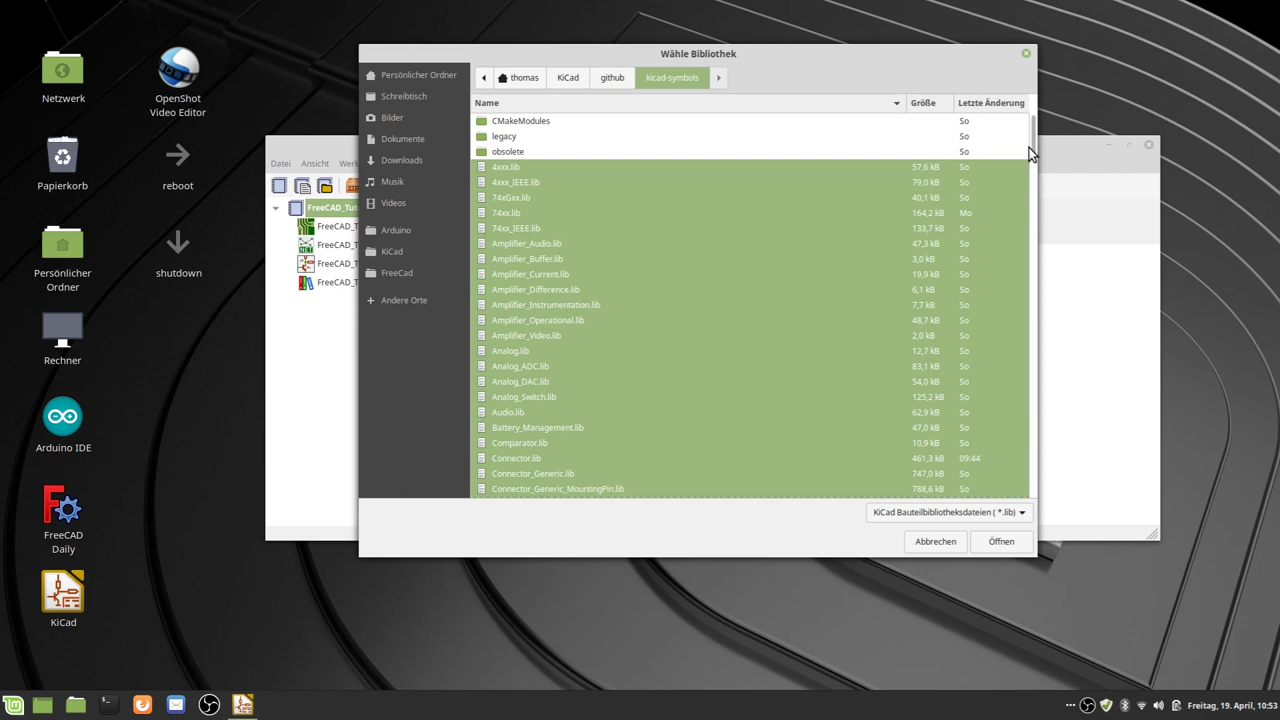 Netzwerk
OpenShot
Video Editor
Papierkorb
reboot
Persönlicher
Ordner
shutdown
Rechner
Arduino IDE
FreeCAD
Daily
KiCad
Datei Ansicht Werk
FreeCAD_Tut
FreeCAD_T
NET FreeCAD_T
FreeCAD_T
FreeCAD_T
Wähle Bibliothek
thomas KiCad github kicad-symbols
Persönlicher Ordner
Schreibtisch
Bilder
Dokumente
Downloads
Musik
Videos
Arduino
KiCad
FreeCad
Andere Orte
Name Größe Letzte Änderung
CMakeModules So
legacy So
obsolete So
4xxx.lib 57,6 kB So
4xxx_IEEE.lib 79,0 kB So
74xGxx.lib 40,1 kB So
74xx.lib 164,2 kB Mo
74xx_IEEE.lib 133,7 kB So
Amplifier_Audio.lib 47,3 kB So
Amplifier_Buffer.lib 3,0 kB So
Amplifier_Current.lib 19,9 kB So
Amplifier_Difference.lib 6,1 kB So
Amplifier_Instrumentation.lib 7,7 kB So
Amplifier_Operational.lib 48,7 kB So
Amplifier_Video.lib 2,0 kB So
Analog.lib 12,7 kB So
Analog_ADC.lib 83,1 kB So
Analog_DAC.lib 54,0 kB So
Analog_Switch.lib 125,2 kB So
Audio.lib 62,9 kB So
Battery_Management.lib 47,0 kB So
Comparator.lib 10,9 kB So
Connector.lib 461,3 kB 09:44
Connector_Generic.lib 747,0 kB So
Connector_Generic_MountingPin.lib 788,6 kB So
KiCad Bauteilbibliotheksdateien ( *.lib)
Abbrechen Öffnen
Freitag, 19. April, 10:53